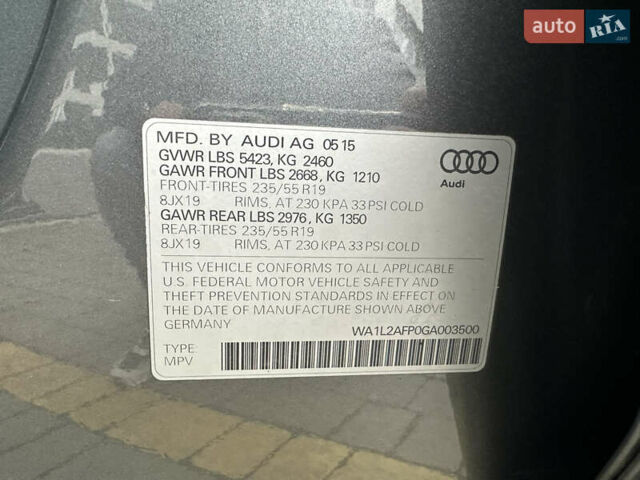 auto RIA
.com
MFD. BY AUDI AG 05 15
GVWR LBS 5423, KG 2460
GAWR FRONT LBS 2668, KG 1210
FRONT-TIRES 235/55 R19
8JX19 RIMS, AT 230 KPA 33 PSI COLD
GAWR REAR LBS 2976, KG 1350
REAR-TIRES 235/55 R19
8JX19 RIMS, AT 230 KPA 33 PSI COLD
Audi
THIS VEHICLE CONFORMS TO ALL APPLICABLE
U.S. FEDERAL MOTOR VEHICLE SAFETY AND
THEFT PREVENTION STANDARDS IN EFFECT ON
THE DATE OF MANUFACTURE SHOWN ABOVE
GERMANY
WA1L2AFP0GA003500
TYPE
MPV